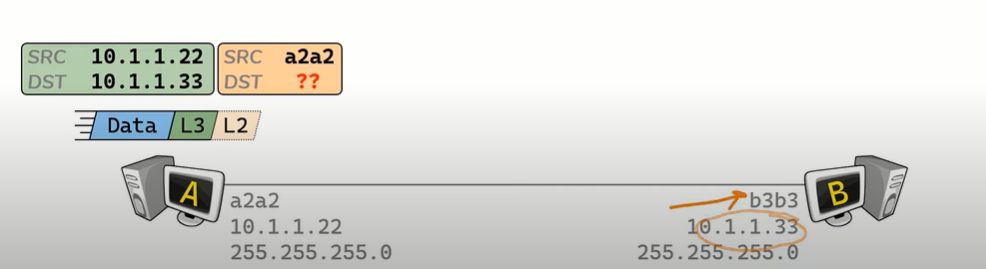 SRC 10.1.1.22 SRC a2a2
DST 10.1.1.33 DST ??
Data L3 L2
A
B
a2a2
10.1.1.22
255.255.255.0
b3b3
10.1.1.33
255.255.255.0